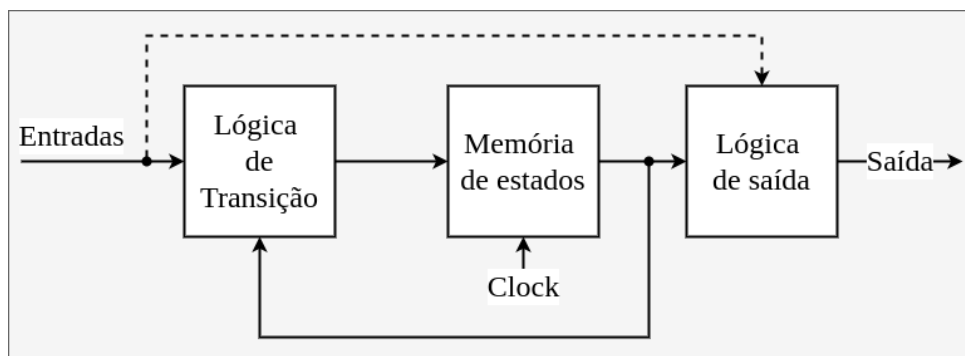 Entradas
Lógica
de
Transição
Memória
de estados
Clock
Lógica
de saída
Saída